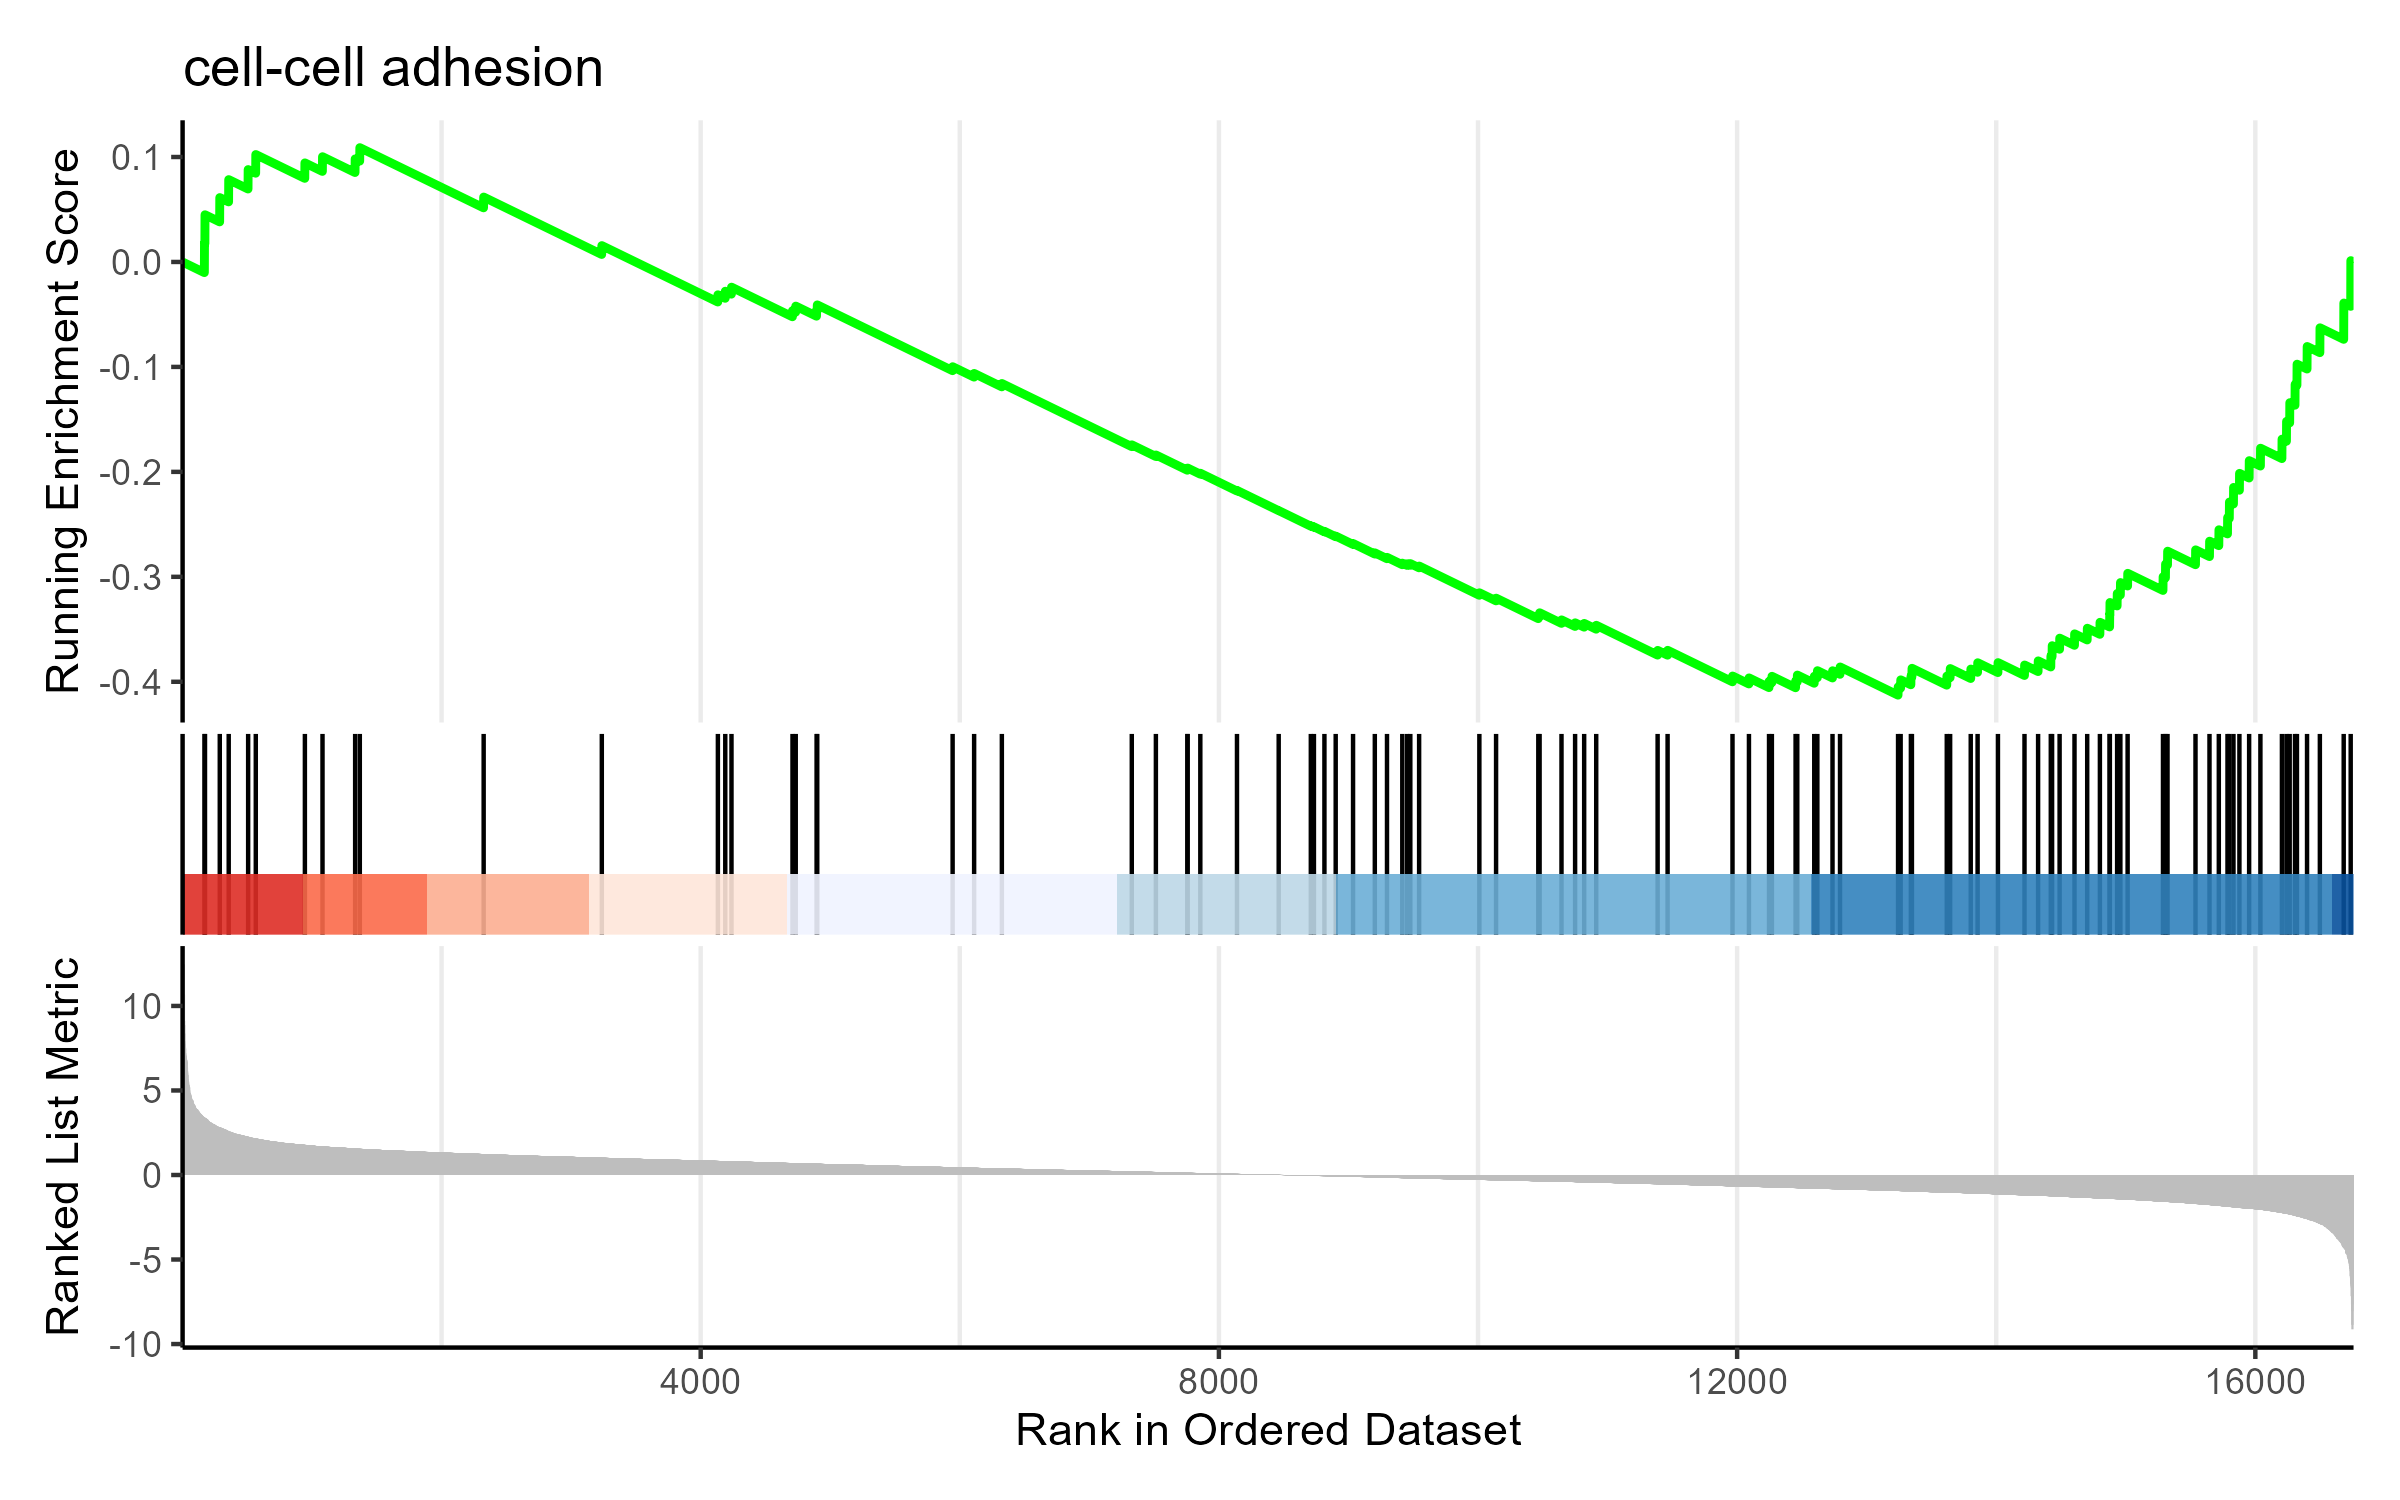 cell-cell adhesion
Running Enrichment Score
0.1
0.0
-0.1
-0.2
-0.3
-0.4
Ranked List Metric
10
5
0
-5
-10
4000 8000 12000 16000
Rank in Ordered Dataset